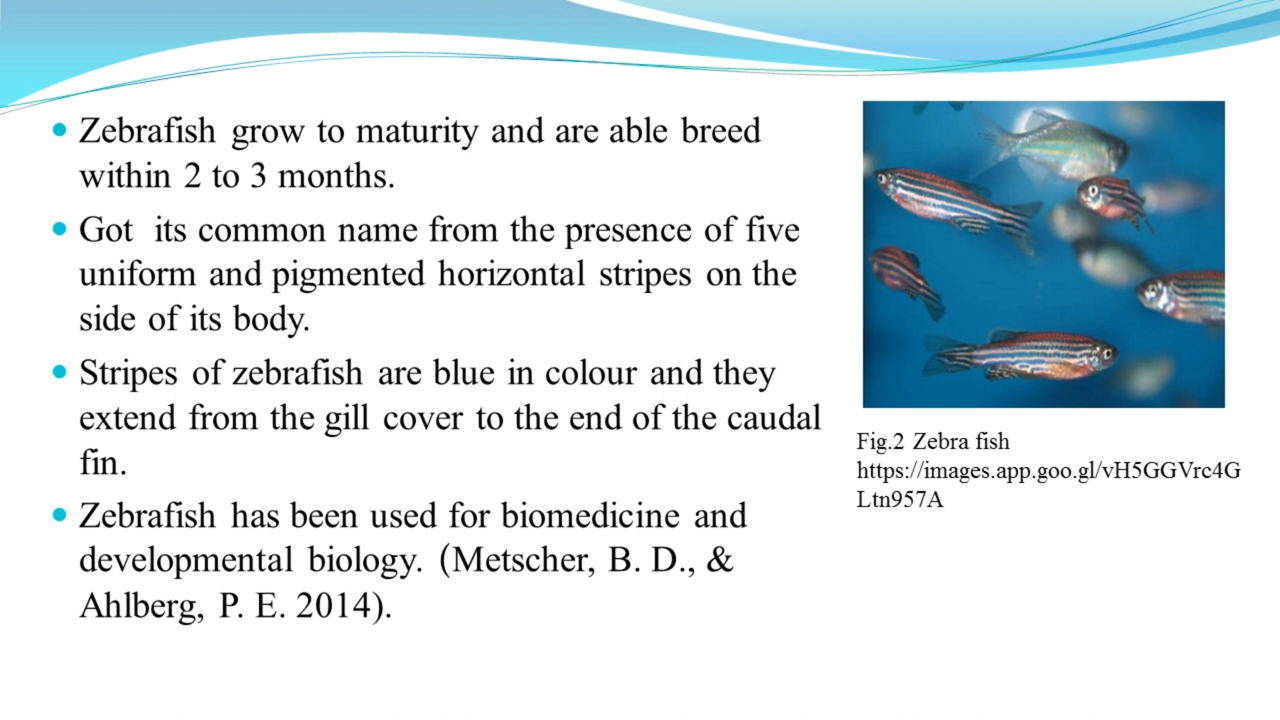 Zebrafish grow to maturity and are able breed
within 2 to 3 months.
Got its common name from the presence of five
uniform and pigmented horizontal stripes on the
side of its body.
Stripes of zebrafish are blue in colour and they
extend from the gill cover to the end of the caudal
fin.
Zebrafish has been used for biomedicine and
developmental biology. (Metscher, B. D., &
Ahlberg, P. E. 2014).
Fig.2 Zebra fish
https://images.app.goo.gl/vH5GGVrc4G
Ltn957A